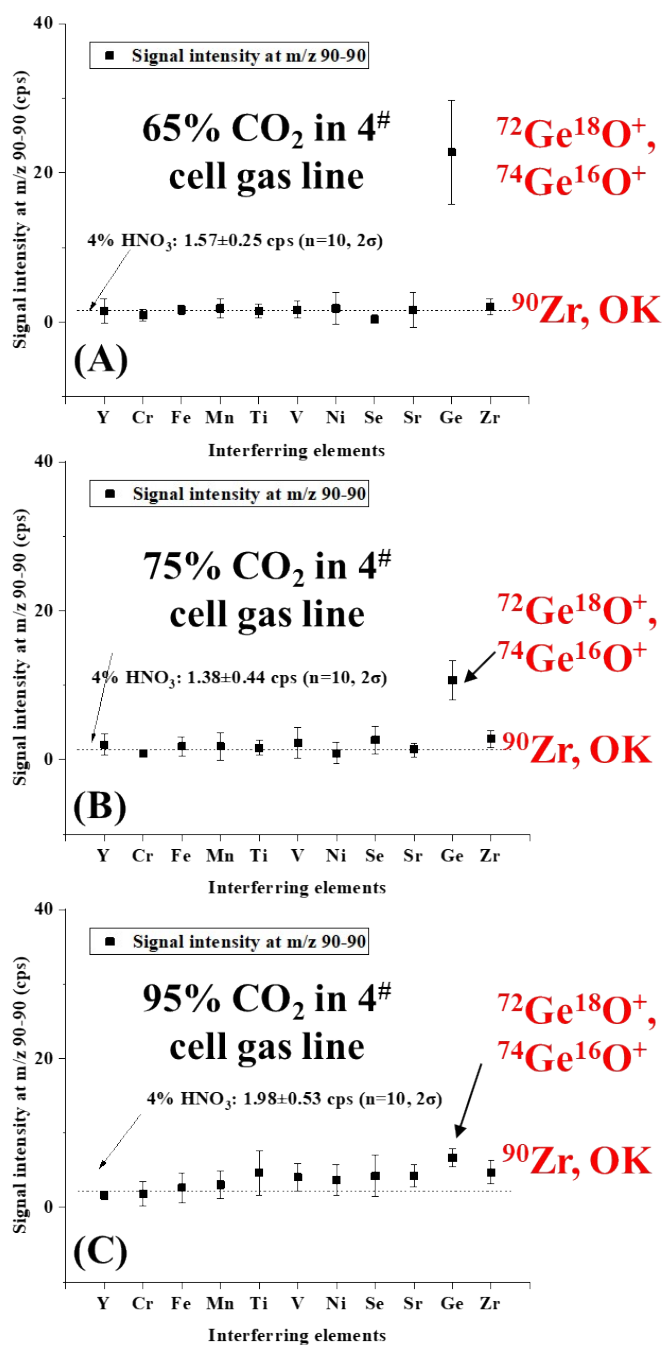 40
20
0
Signal intensity at m/z 90-90 (cps)
Signal intensity at m/z 90-90
65% CO₂ in 4#
cell gas line
⁷²Ge¹⁸O⁺,
⁷⁴Ge¹⁶O⁺
4% HNO₃: 1.57±0.25 cps (n=10, 2σ)
⁹⁰Zr, OK
(A)
Y Cr Fe Mn Ti V Ni Se Sr Ge Zr
Interferring elements
40
20
0
Signal intensity at m/z 90-90 (cps)
Signal intensity at m/z 90-90
75% CO₂ in 4#
cell gas line
⁷²Ge¹⁸O⁺,
⁷⁴Ge¹⁶O⁺
4% HNO₃: 1.38±0.44 cps (n=10, 2σ)
⁹⁰Zr, OK
(B)
Y Cr Fe Mn Ti V Ni Se Sr Ge Zr
Interferring elements
40
20
0
Signal intensity at m/z 90-90 (cps)
Signal intensity at m/z 90-90
95% CO₂ in 4#
cell gas line
⁷²Ge¹⁸O⁺,
⁷⁴Ge¹⁶O⁺
4% HNO₃: 1.98±0.53 cps (n=10, 2σ)
⁹⁰Zr, OK
(C)
Y Cr Fe Mn Ti V Ni Se Sr Ge Zr
Interferring elements